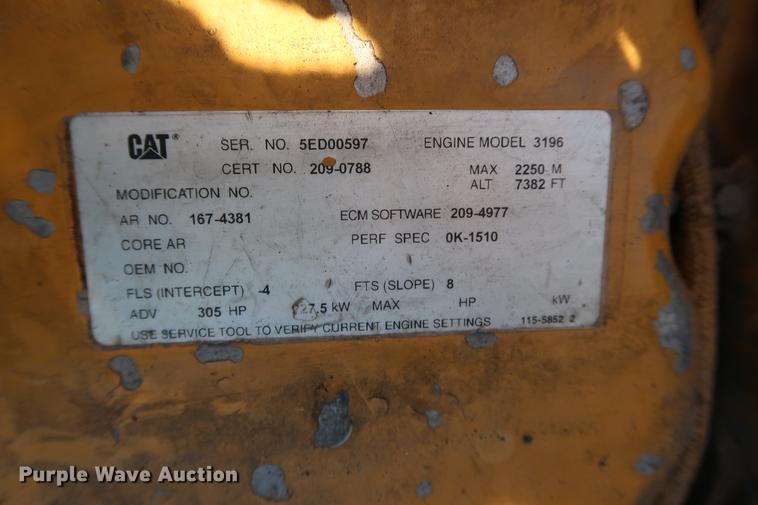 CAT® SER. NO. 5ED00597 ENGINE MODEL 3196
CERT NO. 209-0788 MAX 2250 M
MODIFICATION NO. ALT 7382 FT
AR NO. 167-4381 ECM SOFTWARE 209-4977
CORE AR PERF SPEC 0K-1510
OEM NO.
FLS (INTERCEPT) -4 FTS (SLOPE) 8
ADV 305 HP 227.5 kW MAX HP kW
USE SERVICE TOOL TO VERIFY CURRENT ENGINE SETTINGS 115-5852 2
Purple Wave Auction